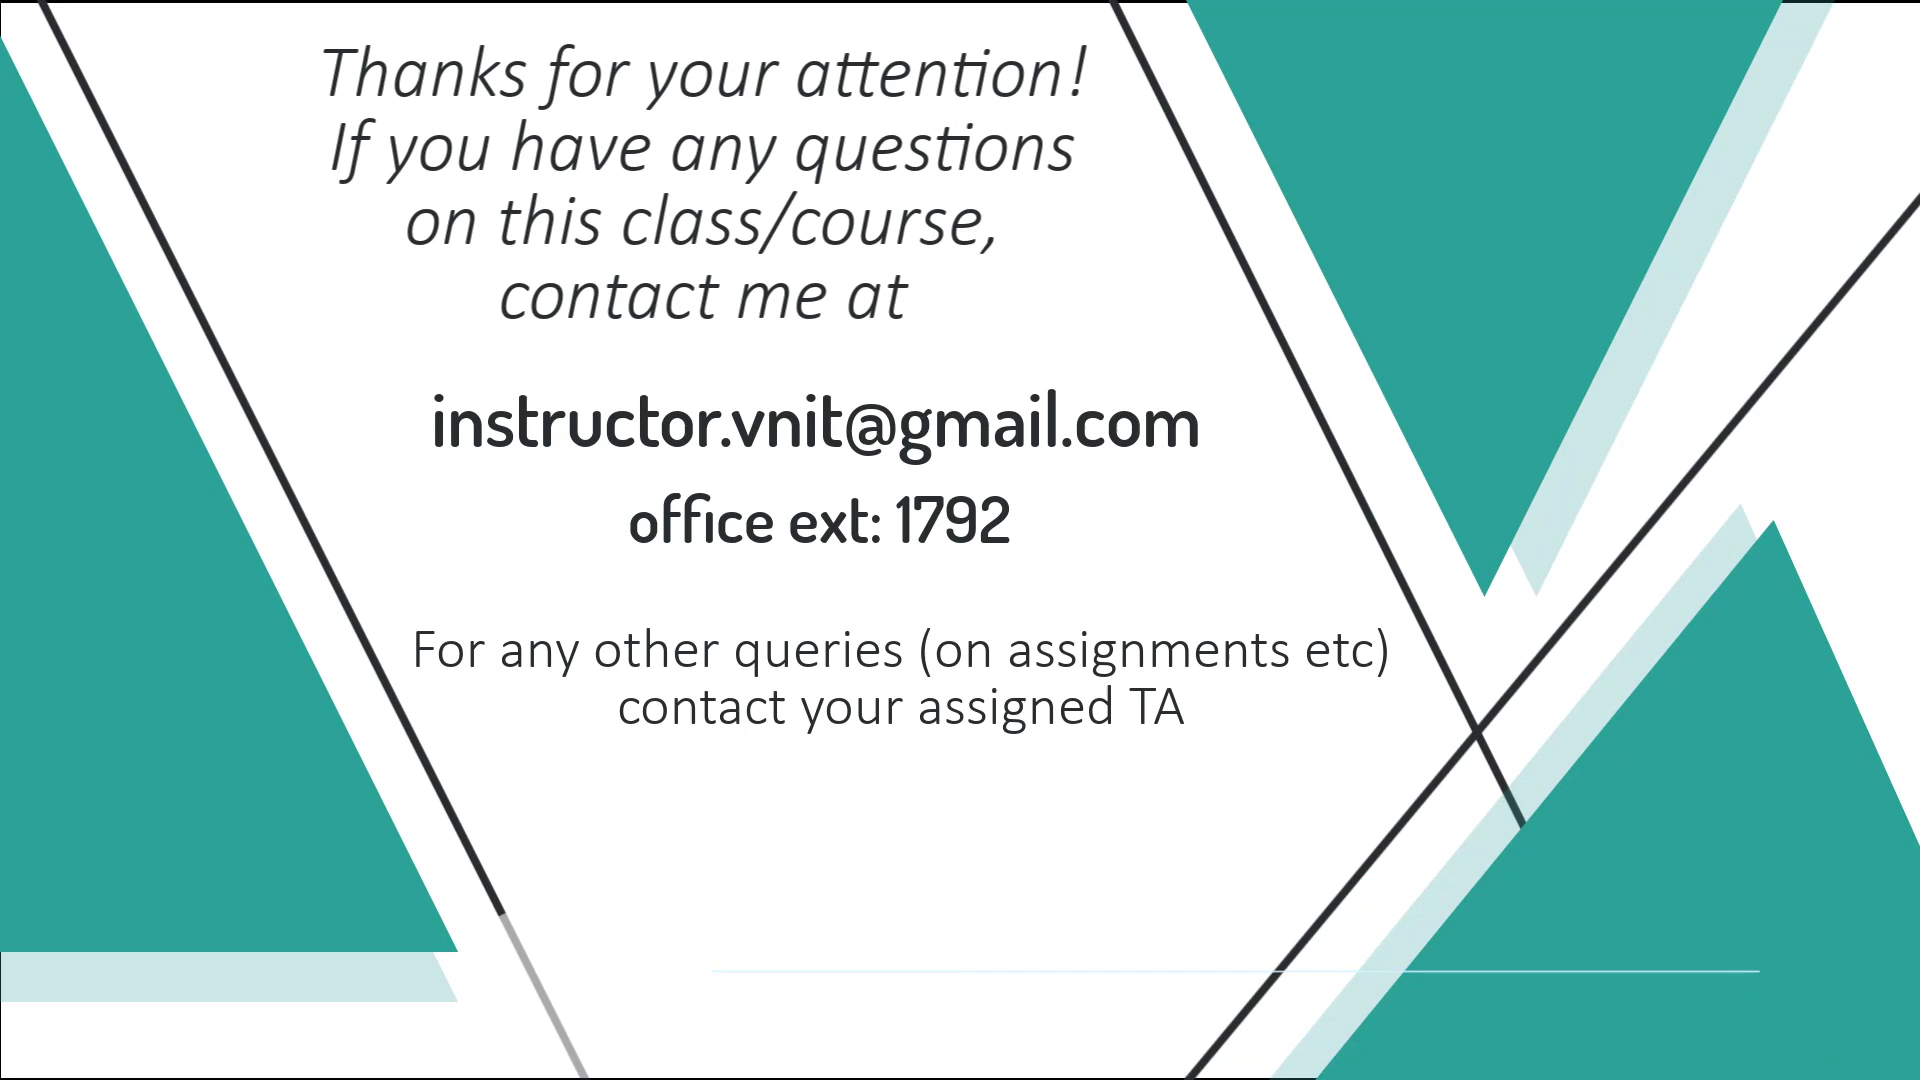 Thanks for your attention!
If you have any questions
on this class/course,
contact me at
instructor.vnit@gmail.com
office ext: 1792
For any other queries (on assignments etc)
contact your assigned TA